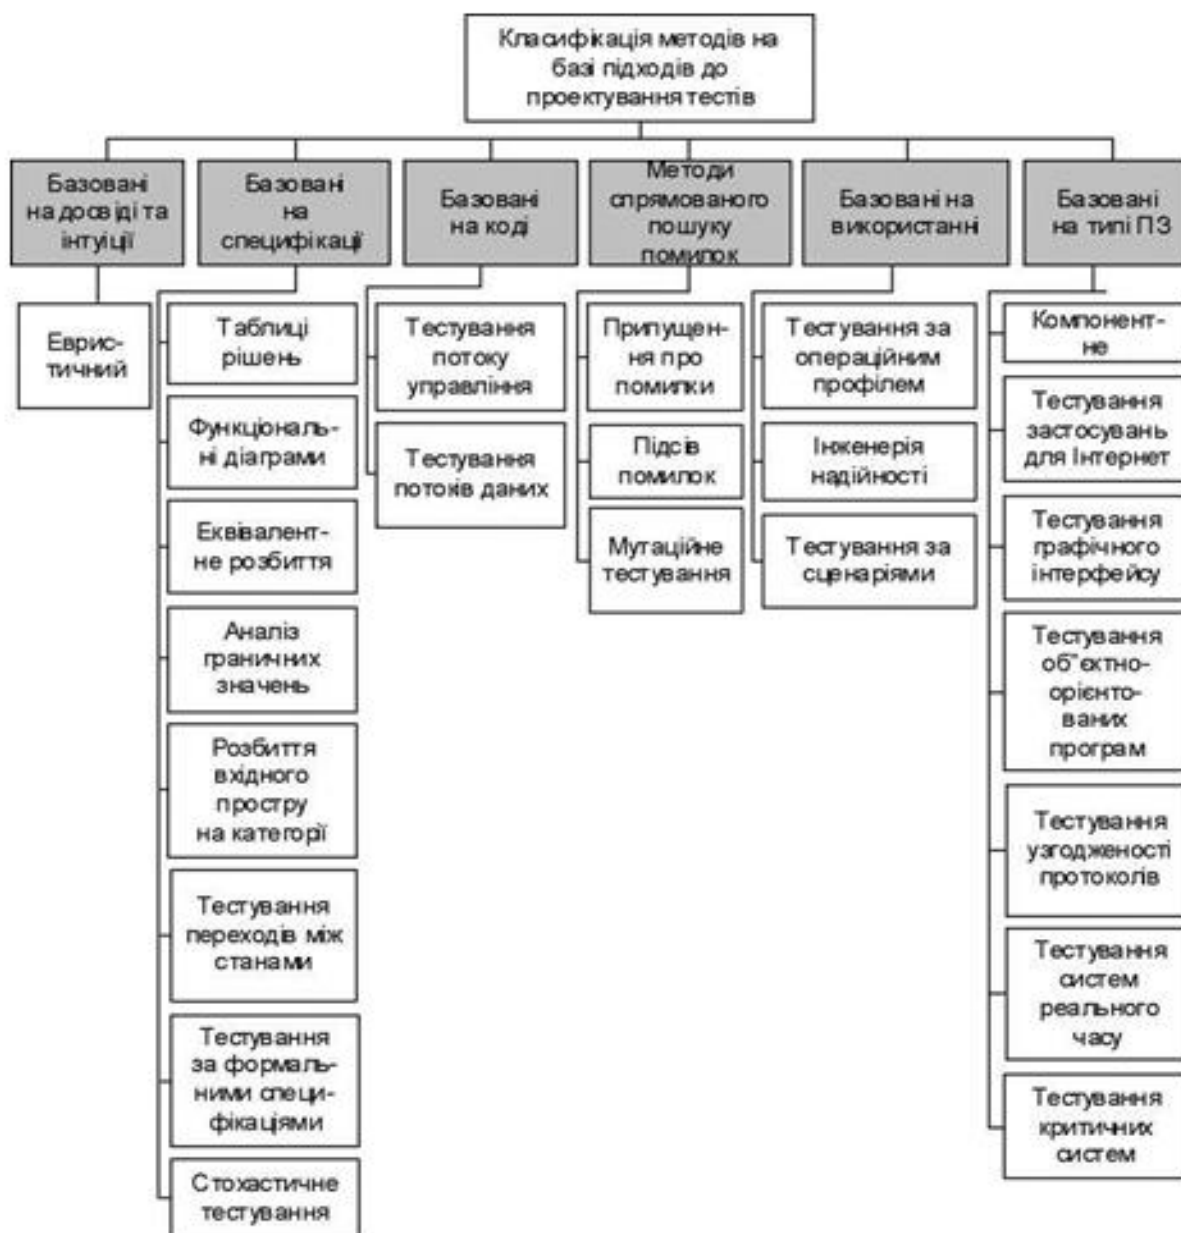 Класифікація методів на
базі підходів до
проектування тестів
Базовані
на досвіді та
інтуїції
Базовані
на
специфікації
Базовані
на коді
Методи
спрямованого
пошуку
помилок
Базовані на
використанні
Базовані
на типі ПЗ
Еврис-
тичний
Таблиці
рішень
Функціональ-
ні діаграми
Еквівалент-
не розбиття
Аналіз
граничних
значень
Розбиття
вхідного
простру
на категорії
Тестування
переходів між
станами
Тестування
за формаль-
ними специ-
фікаціями
Стохастичне
тестування
Тестування
потоку
управління
Тестування
потоків даних
Припущен-
ня про
помилки
Підсів
помилок
Мутаційне
тестування
Тестування за
операційним
профілем
Інженерія
надійності
Тестування за
сценаріями
Компонент-
не
Тестування
застосувань
для Інтернет
Тестування
графічного
інтерфейсу
Тестування
об"єктно-
орієнто-
ваних
програм
Тестування
узгодженості
протоколів
Тестування
систем
реального
часу
Тестування
критичних
систем